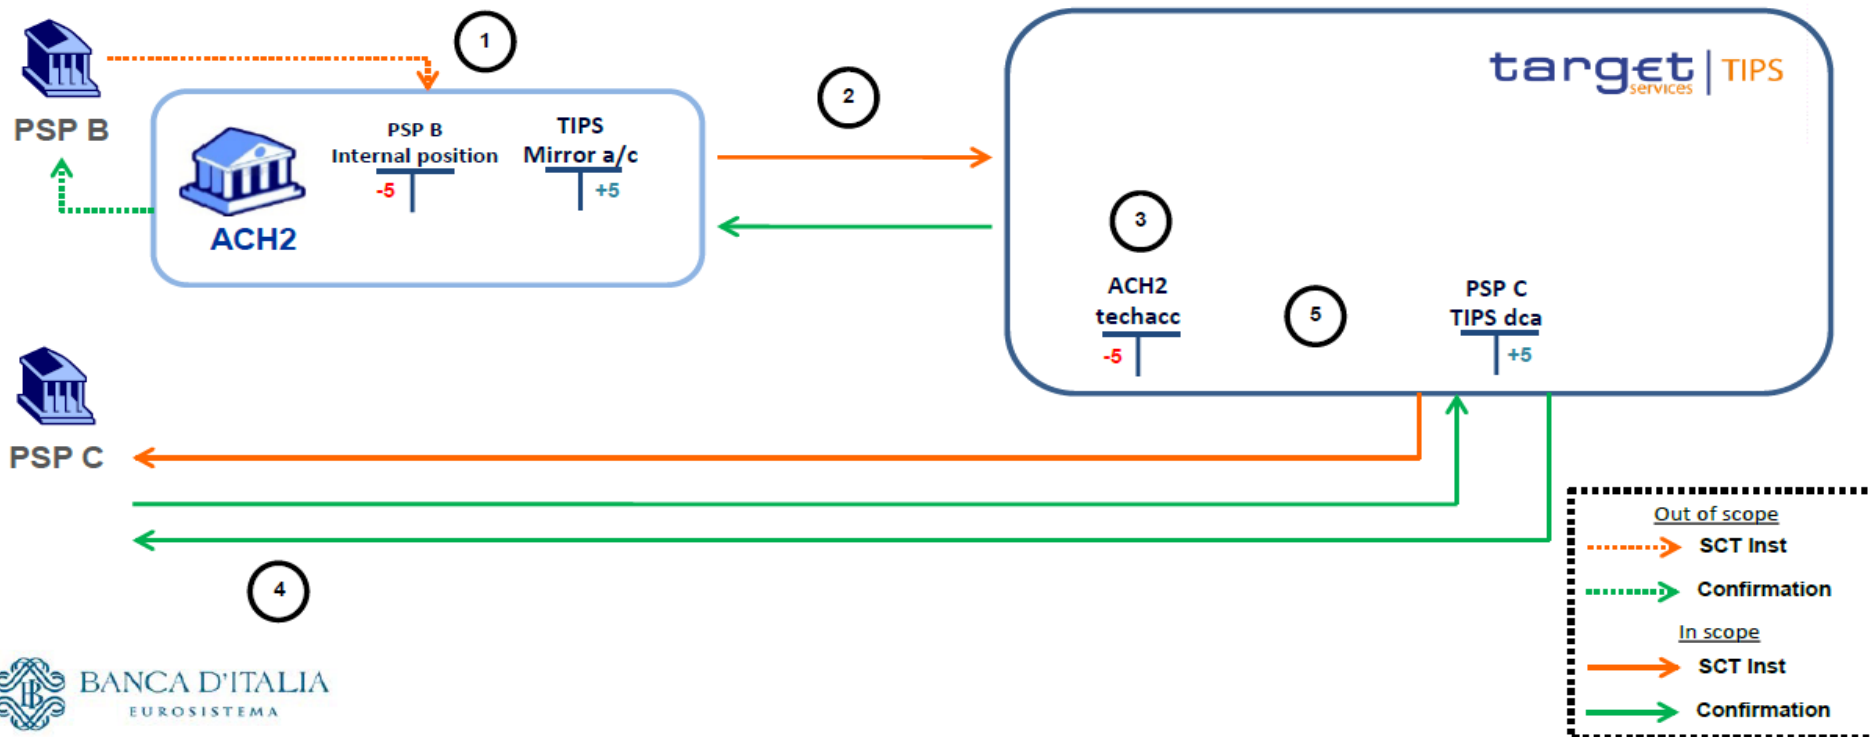 1
PSP B
ACH2
PSP B
Internal position
-5
TIPS
Mirror a/c
+5
2
target | TIPS
services
3
ACH2
techacc
-5
5
PSP C
TIPS dca
+5
PSP C
4
Out of scope
SCT Inst
Confirmation
In scope
SCT Inst
Confirmation
BANCA D'ITALIA
EUROSISTEMA